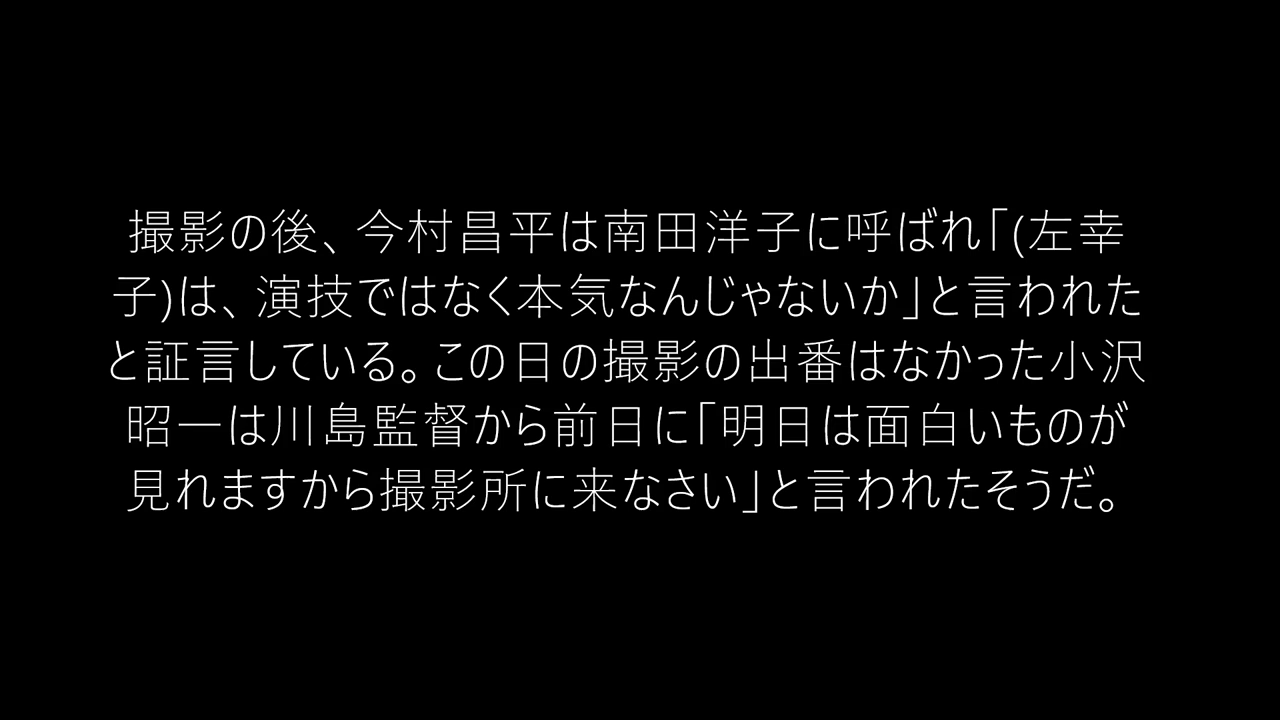 撮影の後、今村昌平は南田洋子に呼ばれ「(左幸
子)は、演技ではなく本気なんじゃないか」と言われた
と証言している。この日の撮影の出番はなかった小沢
昭一は川島監督から前日に「明日は面白いものが
見れますから撮影所に来なさい」と言われたそうだ。